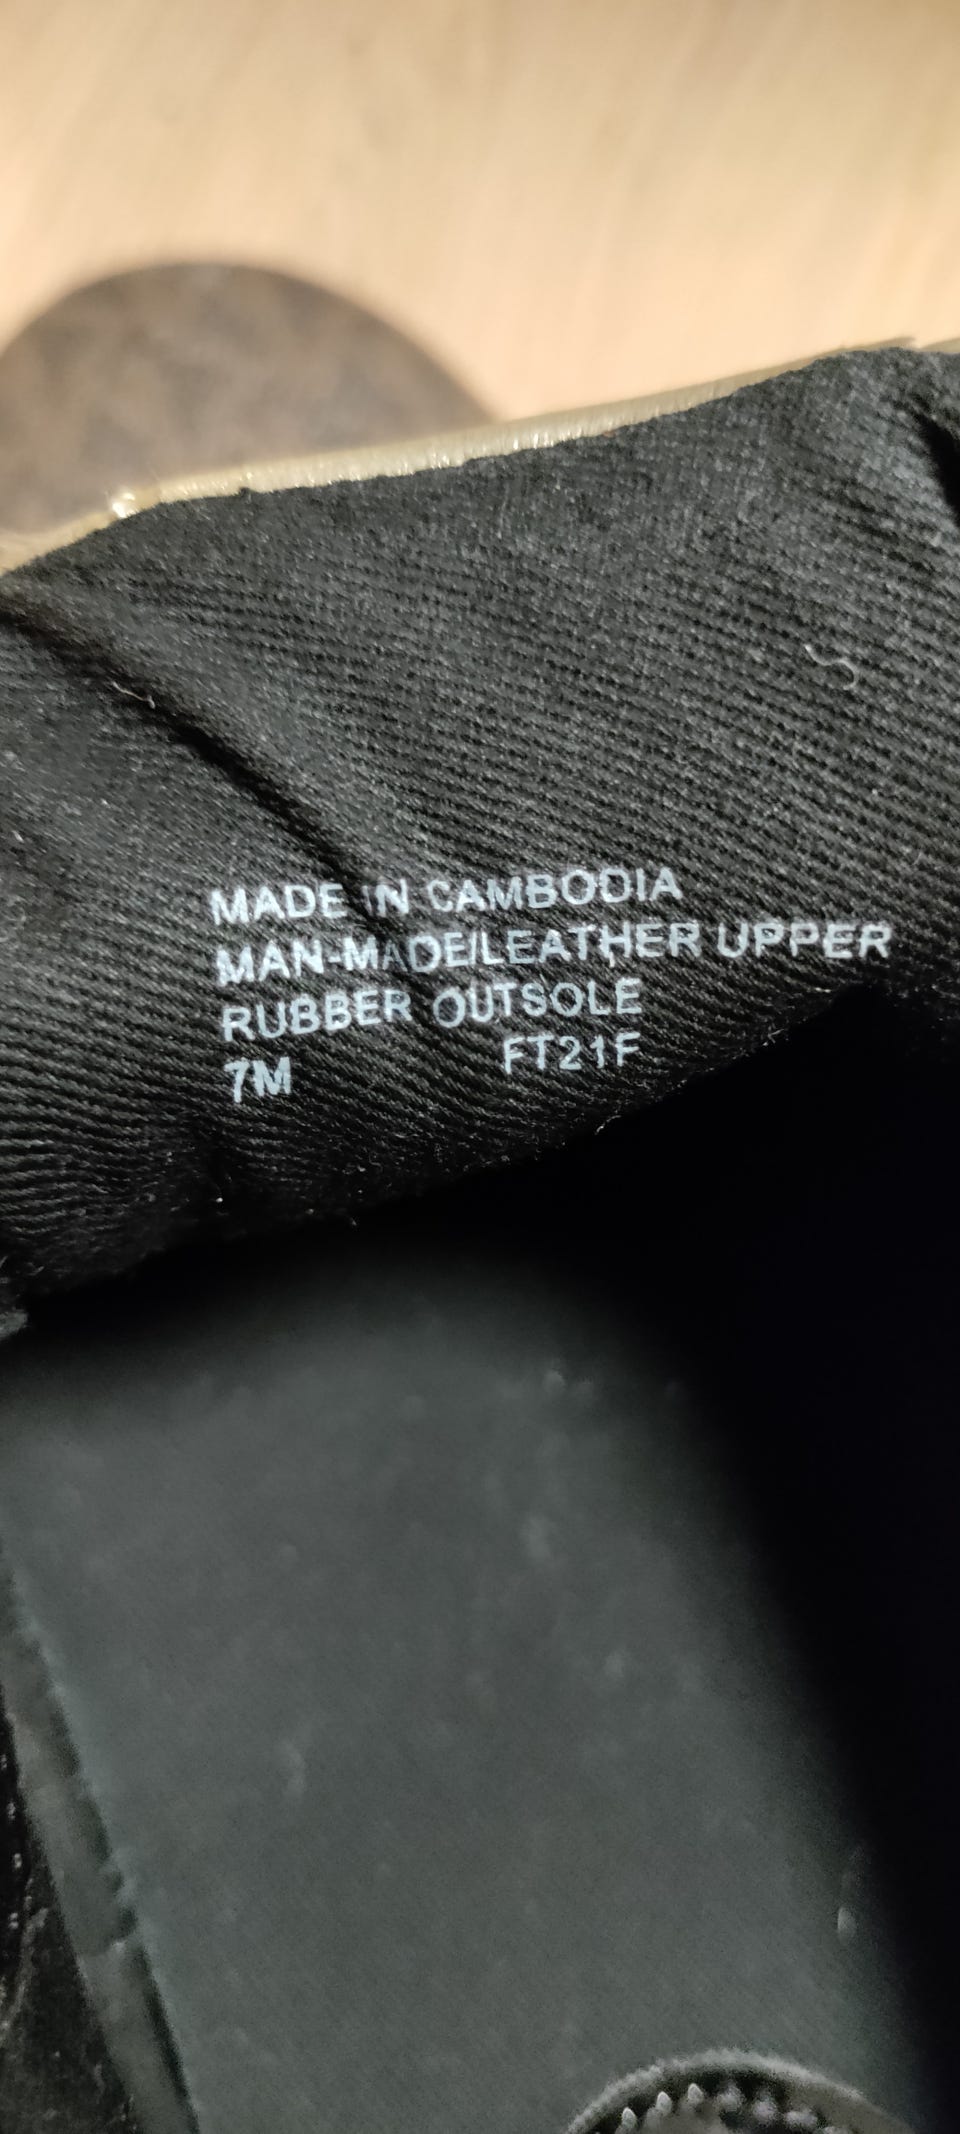 MADE IN CAMBODIA
MAN-MADE/LEATHER UPPER
RUBBER OUTSOLE
7M FT21F